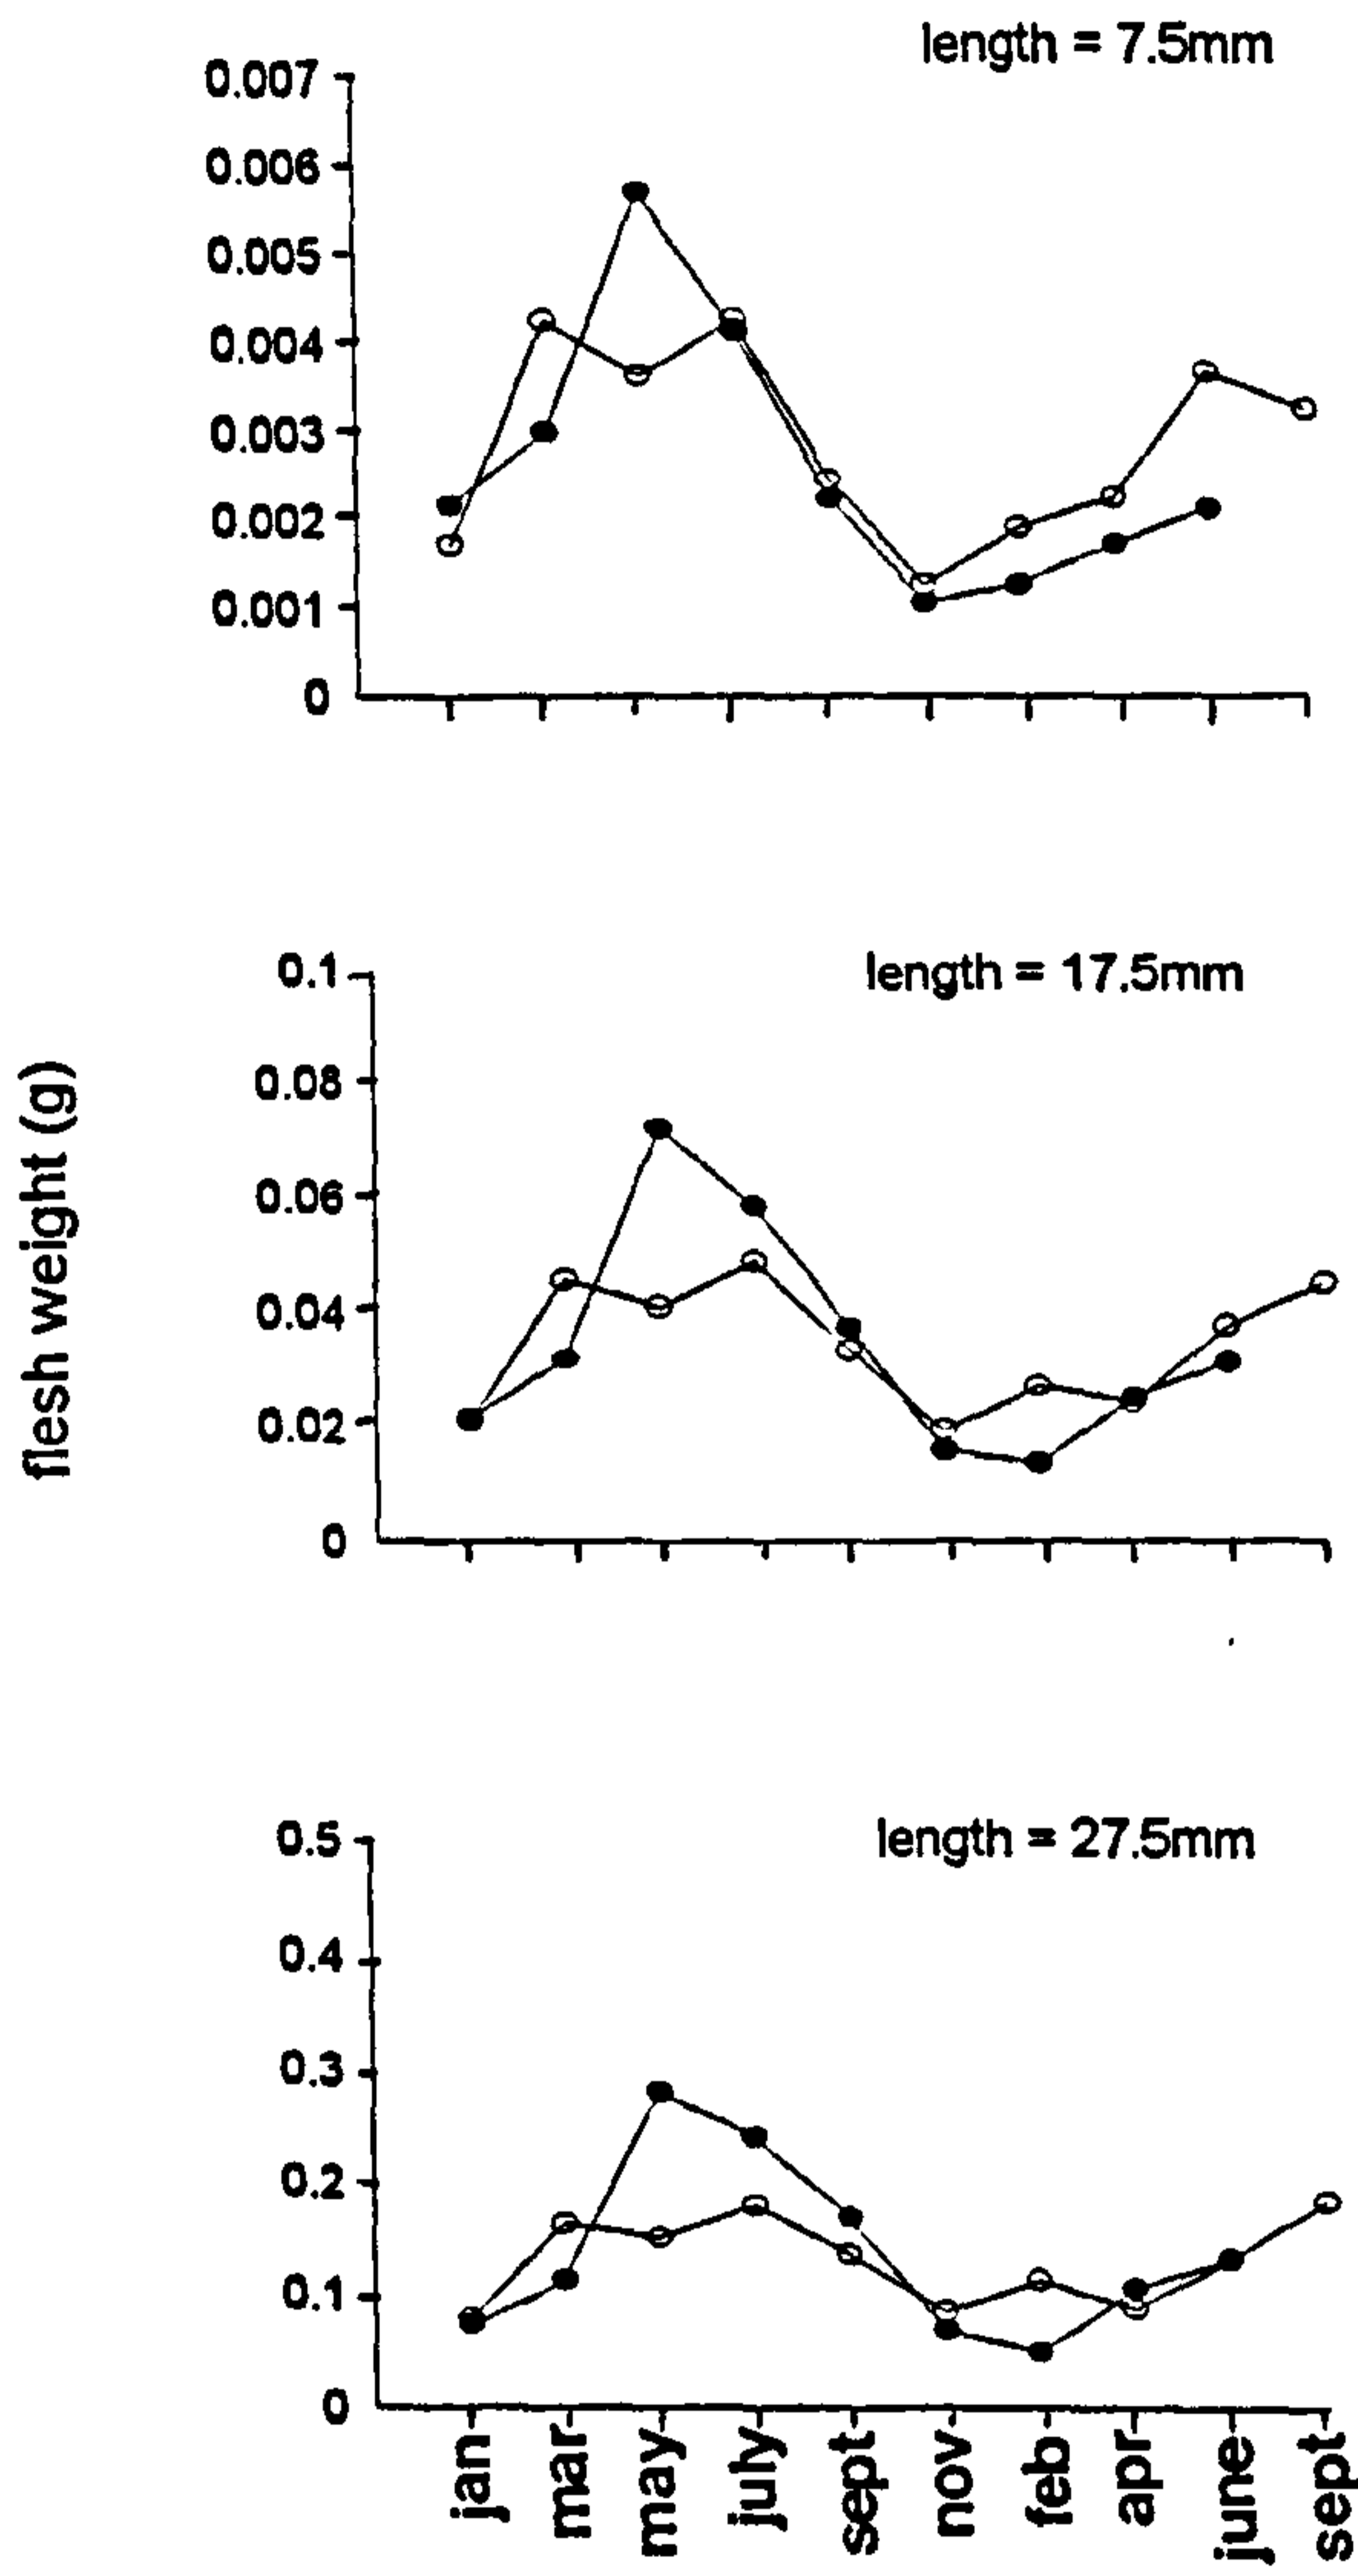 length = 7.5mm
0.007
0.006
0.005
0.004
0.003
0.002
0.001
0
length = 17.5mm
0.1
0.08
0.06
0.04
0.02
0
flesh weight (g)
length = 27.5mm
0.5
0.4
0.3
0.2
0.1
0
jan
mar
may
july
sept
nov
feb
apr
june
sept